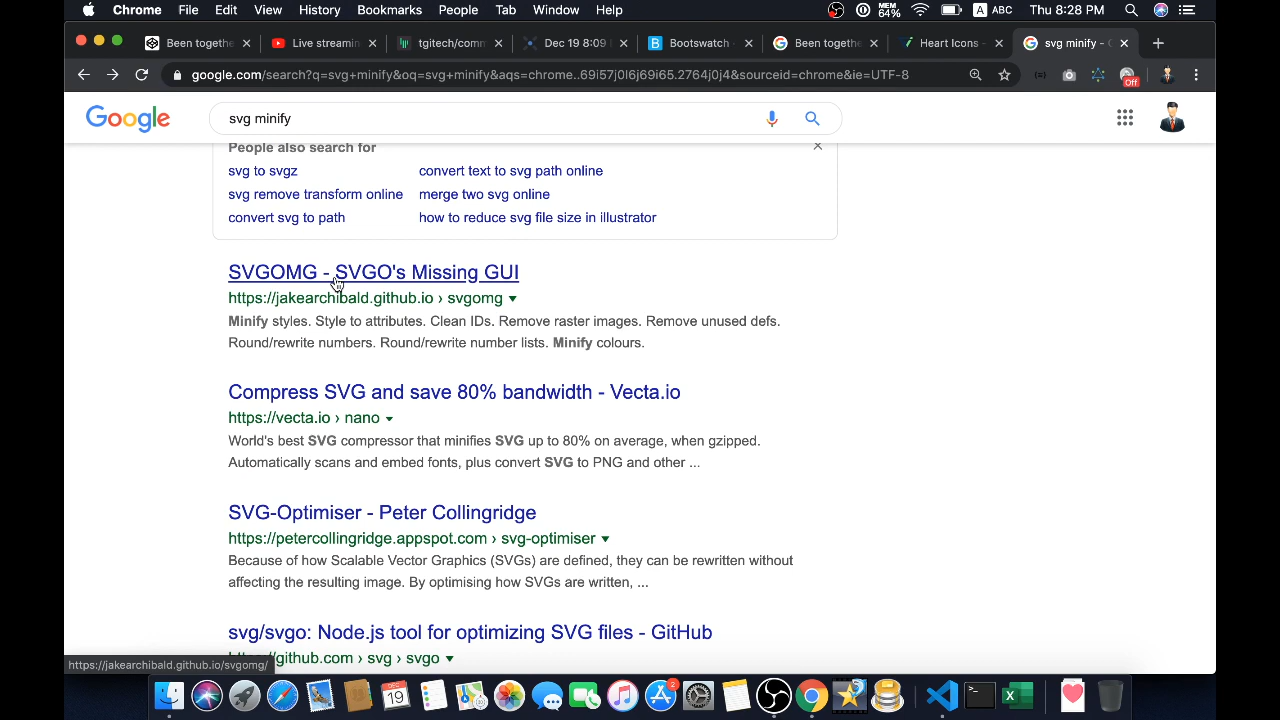 Chrome File Edit View History Bookmarks People Tab Window Help MEM 64% A ABC Thu 8:28 PM
Been togethe Live streamin tgitech/comm Dec 19 8:09 Bootswatch Been togethe Heart Icons - svg minify -
google.com/search?q=svg+minify&oq=svg+minify&aqs=chrome..69i57j0l6j69i65.2764j0j4&sourceid=chrome&ie=UTF-8 Off
Google svg minify
People also search for
svg to svgz convert text to svg path online
svg remove transform online merge two svg online
convert svg to path how to reduce svg file size in illustrator
SVGOMG - SVGO's Missing GUI
https://jakearchibald.github.io › svgomg
Minify styles. Style to attributes. Clean IDs. Remove raster images. Remove unused defs.
Round/rewrite numbers. Round/rewrite number lists. Minify colours.
Compress SVG and save 80% bandwidth - Vecta.io
https://vecta.io › nano
World's best SVG compressor that minifies SVG up to 80% on average, when gzipped.
Automatically scans and embed fonts, plus convert SVG to PNG and other ...
SVG-Optimiser - Peter Collingridge
https://petercollingridge.appspot.com › svg-optimiser
Because of how Scalable Vector Graphics (SVGs) are defined, they can be rewritten without
affecting the resulting image. By optimising how SVGs are written, ...
svg/svgo: Node.js tool for optimizing SVG files - GitHub
github.com › svg › svgo
https://jakearchibald.github.io/svgomg/
DEC 19 2